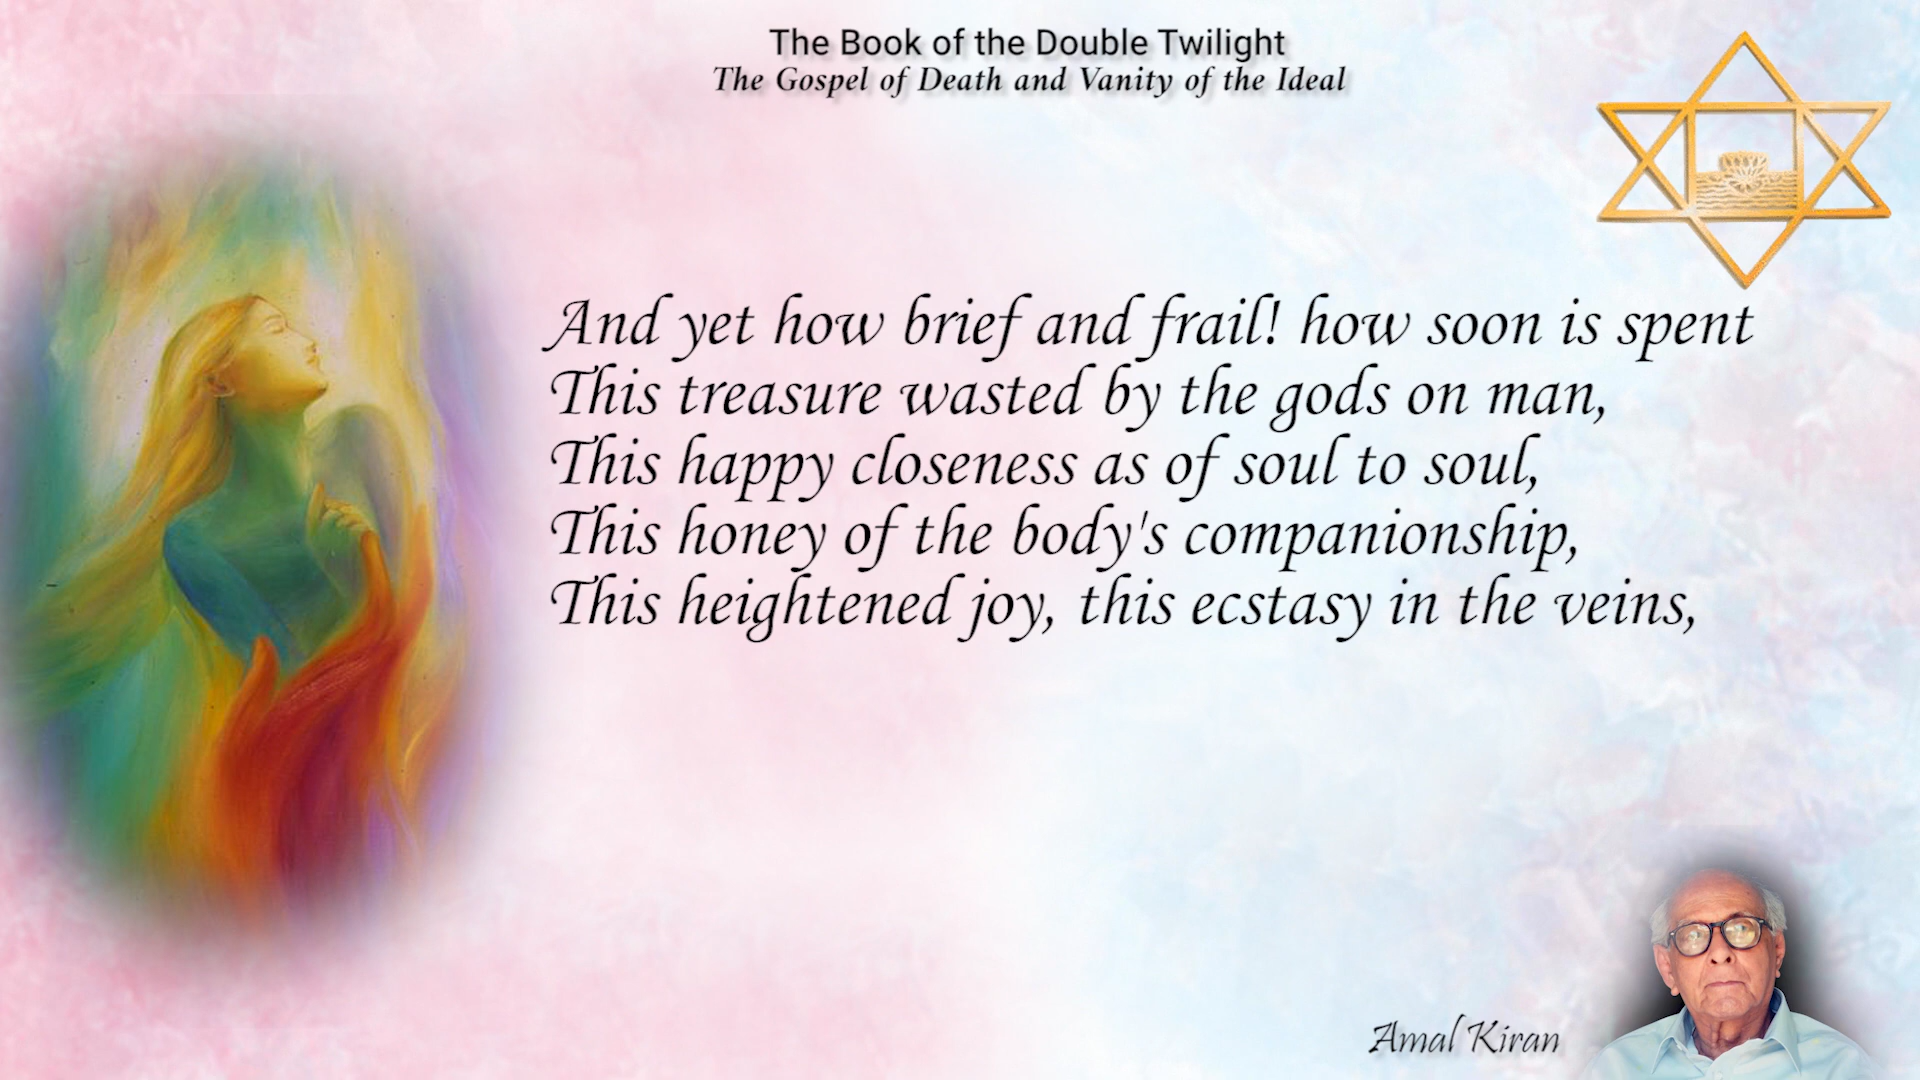 The Book of the Double Twilight
The Gospel of Death and Vanity of the Ideal
And yet how brief and frail! how soon is spent
This treasure wasted by the gods on man,
This happy closeness as of soul to soul,
This honey of the body's companionship,
This heightened joy, this ecstasy in the veins,
Amal Kiran